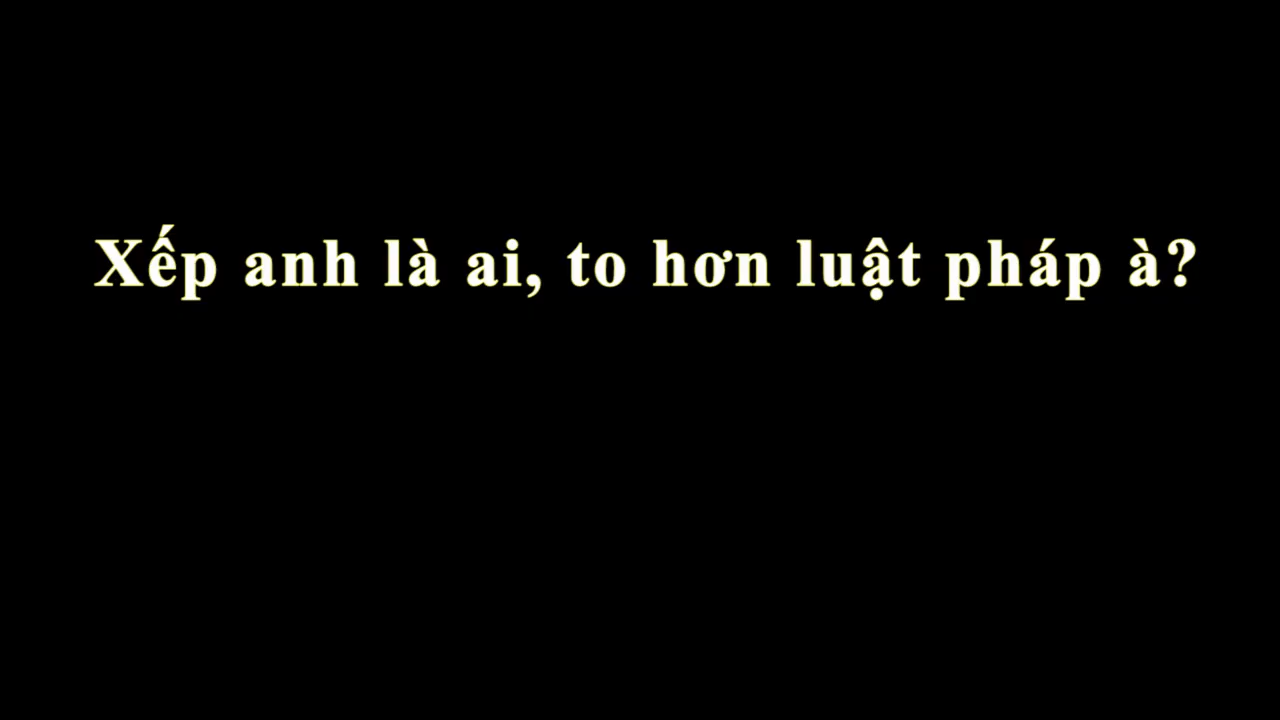 Xếp anh là ai, to hơn luật pháp à?